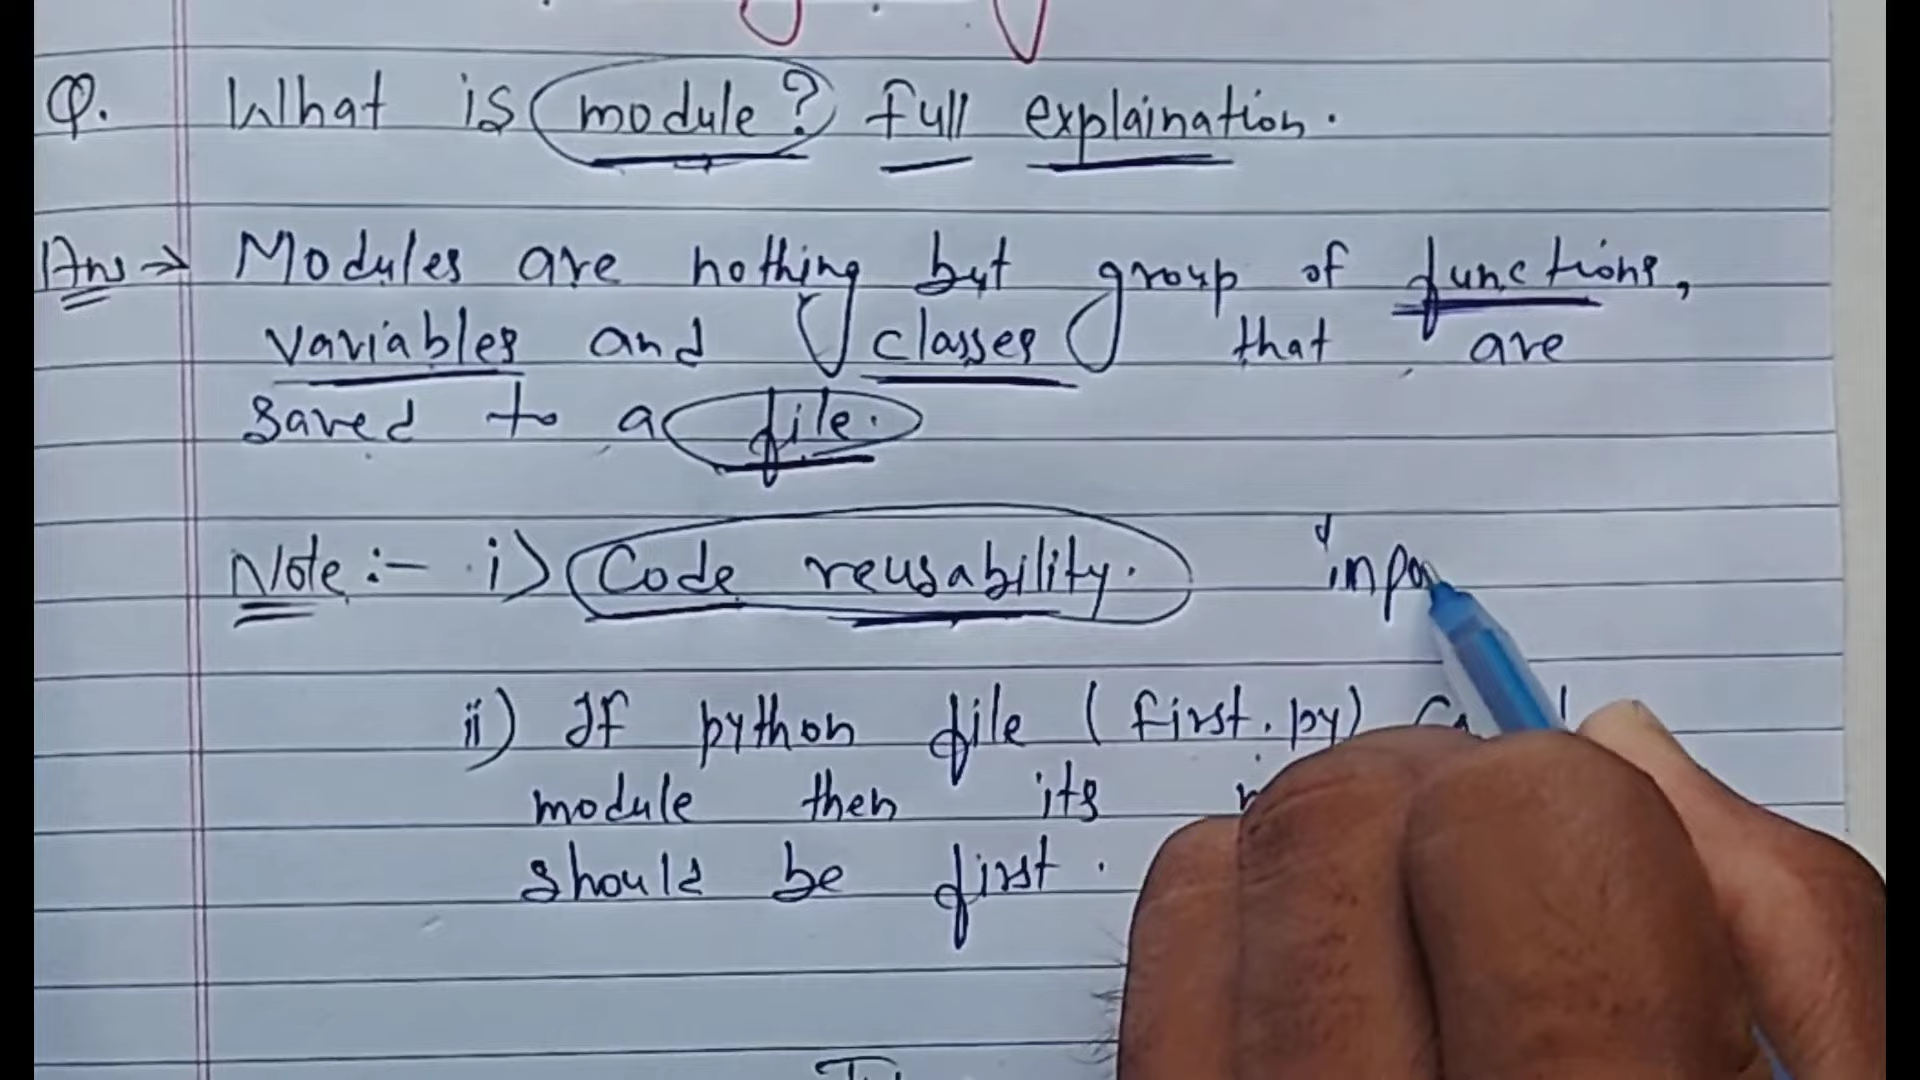 Q. What is module? full explaination.
Ans → Modules are nothing but group of functions,
variables and classes that are
saved to a file.
Note :- i) Code reusability. inpo
ii) If python file (first.py)
module then its
should be first.